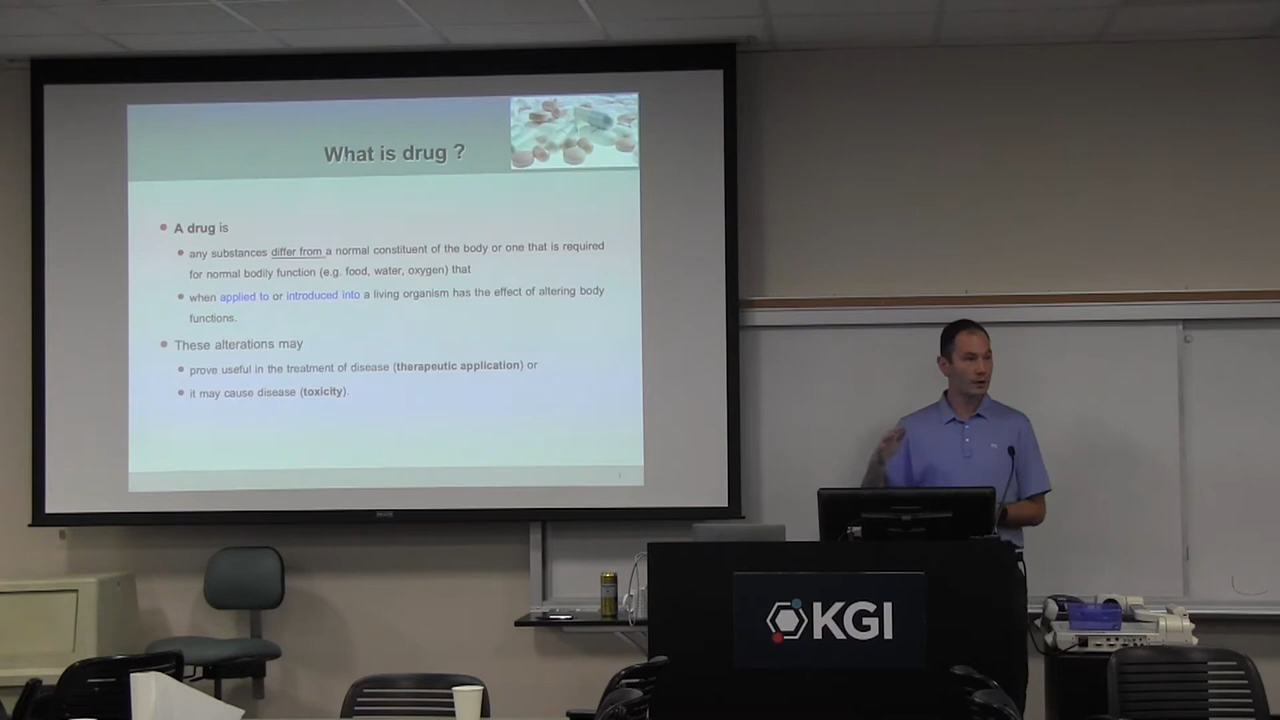 What is drug ?
A drug is
any substances differ from a normal constituent of the body or one that is required
for normal bodily function (e.g. food, water, oxygen) that
when applied to or introduced into a living organism has the effect of altering body
functions.
These alterations may
prove useful in the treatment of disease (therapeutic application) or
it may cause disease (toxicity).
KGI